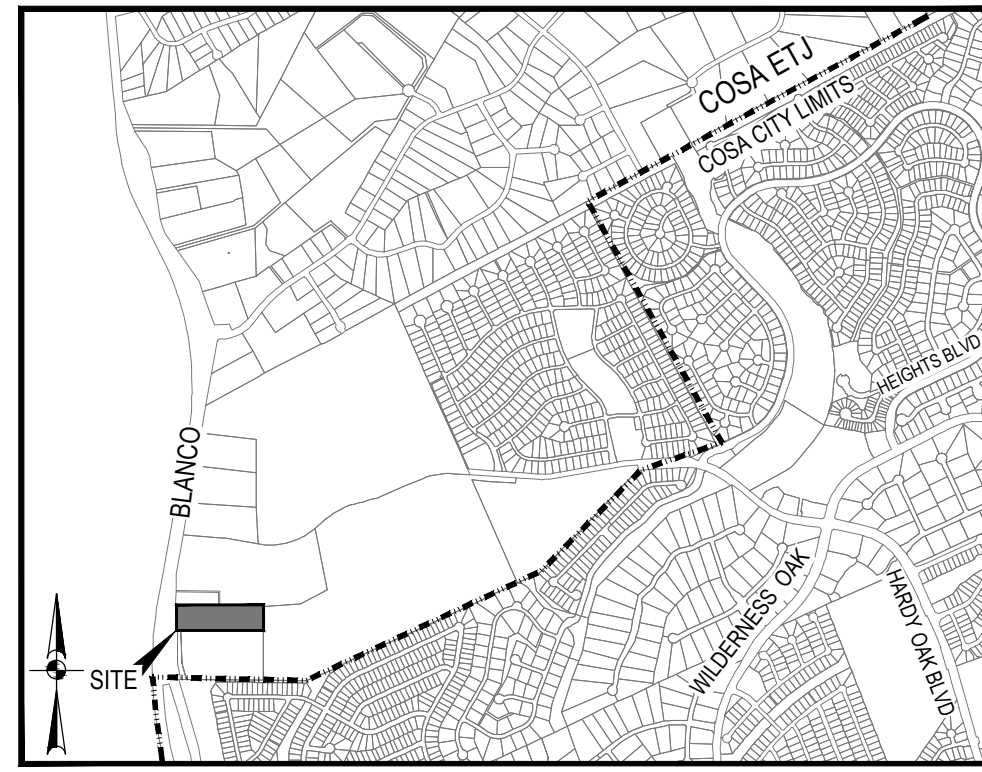 COSA ETJ
COSA CITY LIMITS
HEIGHTS BLVD
BLANCO
WILDERNESS OAK
HARDY OAK BLVD
SITE